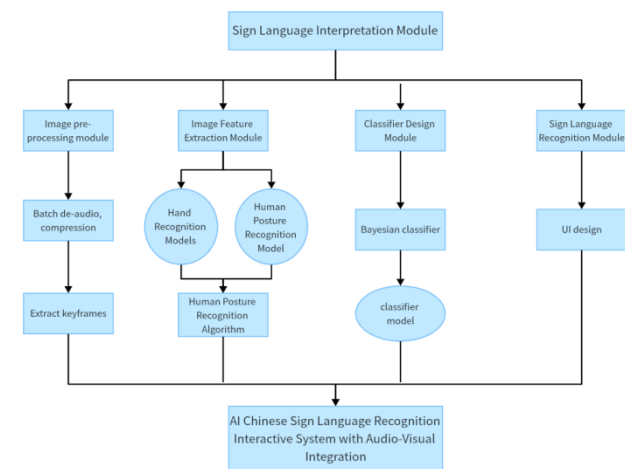 Sign Language Interpretation Module
Image pre-
processing module
Image Feature
Extraction Module
Classifier Design
Module
Sign Language
Recognition Module
Batch de-audio,
compression
Hand
Recognition
Models
Human
Posture
Recognition
Model
Bayesian classifier
UI design
Extract keyframes
Human Posture
Recognition
Algorithm
classifier
model
AI Chinese Sign Language Recognition
Interactive System with Audio-Visual
Integration